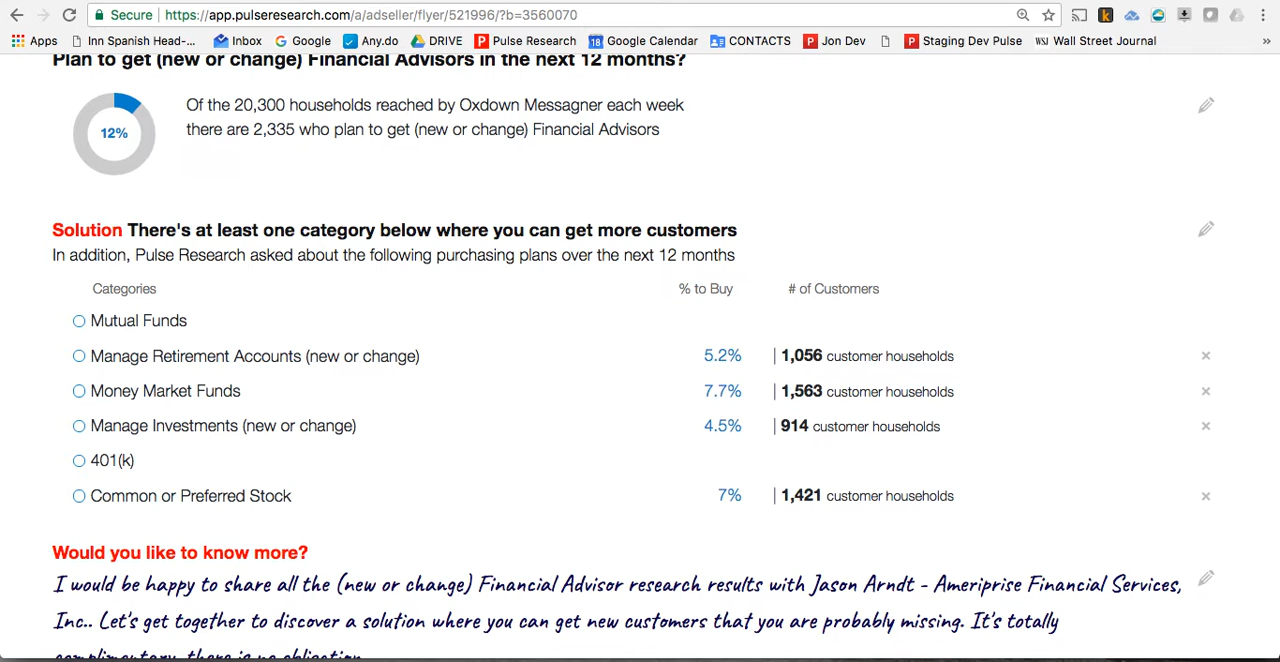 Secure | https://app.pulseresearch.com/a/adseller/flyer/521996/?b=3560070
Apps Inn Spanish Head-... Inbox Google Any.do DRIVE Pulse Research 18 Google Calendar CONTACTS Jon Dev Staging Dev Pulse WSJ Wall Street Journal »
Plan to get (new or change) Financial Advisors in the next 12 months?
12%
Of the 20,300 households reached by Oxdown Messagner each week
there are 2,335 who plan to get (new or change) Financial Advisors
Solution There's at least one category below where you can get more customers
In addition, Pulse Research asked about the following purchasing plans over the next 12 months
Categories % to Buy # of Customers
Mutual Funds
Manage Retirement Accounts (new or change) 5.2% | 1,056 customer households ×
Money Market Funds 7.7% | 1,563 customer households ×
Manage Investments (new or change) 4.5% | 914 customer households ×
401(k)
Common or Preferred Stock 7% | 1,421 customer households ×
Would you like to know more?
I would be happy to share all the (new or change) Financial Advisor research results with Jason Arndt - Ameriprise Financial Services,
Inc.. Let's get together to discover a solution where you can get new customers that you are probably missing. It's totally
complimentary, there is no obligation